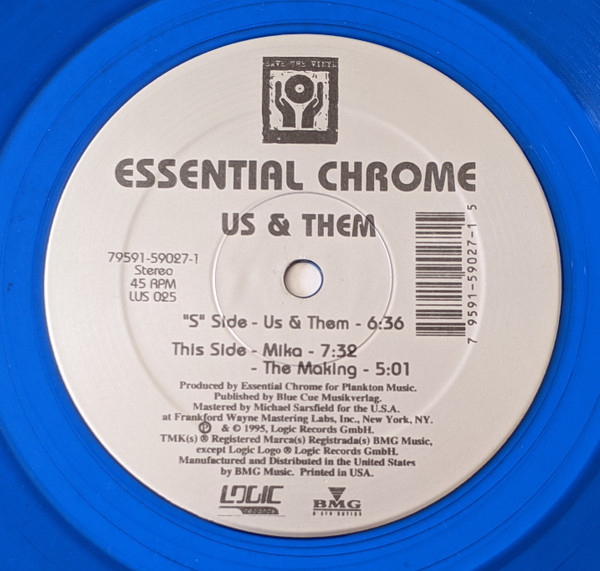 SAVE THE VINYL
ESSENTIAL CHROME
US & THEM
79591-59027-1
Stereo
45 RPM
LUS 025
7 9591-59027-1 5
"S" Side - Us & Them - 6:36
This Side - Mika - 7:32
- The Making - 5:01
Produced by Essential Chrome for Plankton Music.
Published by Blue Cue Musikverlag.
Mastered by Michael Sarsfield for the U.S.A.
at Frankford Wayne Mastering Labs, Inc., New York, NY.
Ⓟ & © 1995, Logic Records GmbH.
TMK(s) ® Registered Marca(s) Registrada(s) BMG Music,
except Logic Logo ® Logic Records GmbH.
Manufactured and Distributed in the United States
by BMG Music. Printed in USA.
LOGIC
records
BMG